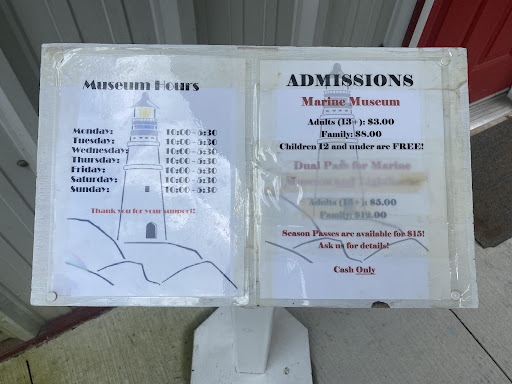 Museum Hours
Monday: 10:00 - 5:30
Tuesday: 10:00 - 5:30
Wednesday: 10:00 - 5:30
Thursday: 10:00 - 5:30
Friday: 10:00 - 5:30
Saturday: 10:00 - 5:30
Sunday: 10:00 - 5:30
Thank you for your support!!
ADMISSIONS
Marine Museum
Adults (13+): $3.00
Family: $8.00
Children 12 and under are FREE!
Dual Pass for Marine
Museum and Lighthouse
Adults (13+): $5.00
Family: $12.00
Season Passes are available for $15!
Ask us for details!
Cash Only